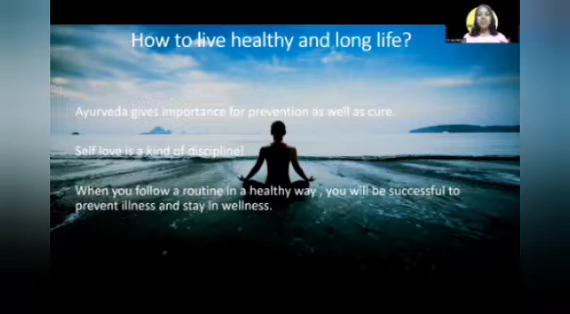 How to live healthy and long life?
Ayurveda gives importance for prevention as well as cure.
Self love is a kind of discipline!
When you follow a routine in a healthy way , you will be successful to
prevent illness and stay in wellness.